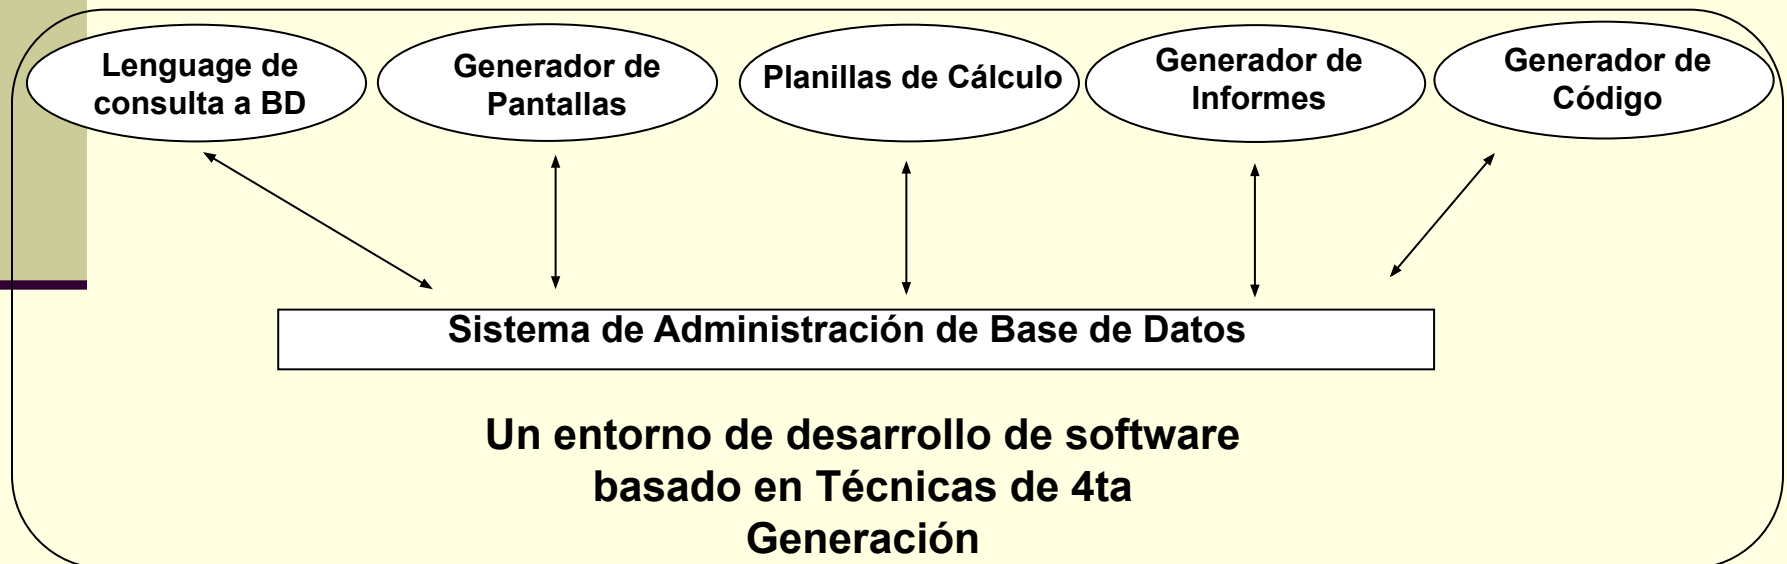 Lenguage de
consulta a BD
Generador de
Pantallas
Planillas de Cálculo
Generador de
Informes
Generador de
Código
Sistema de Administración de Base de Datos
Un entorno de desarrollo de software
basado en Técnicas de 4ta
Generación